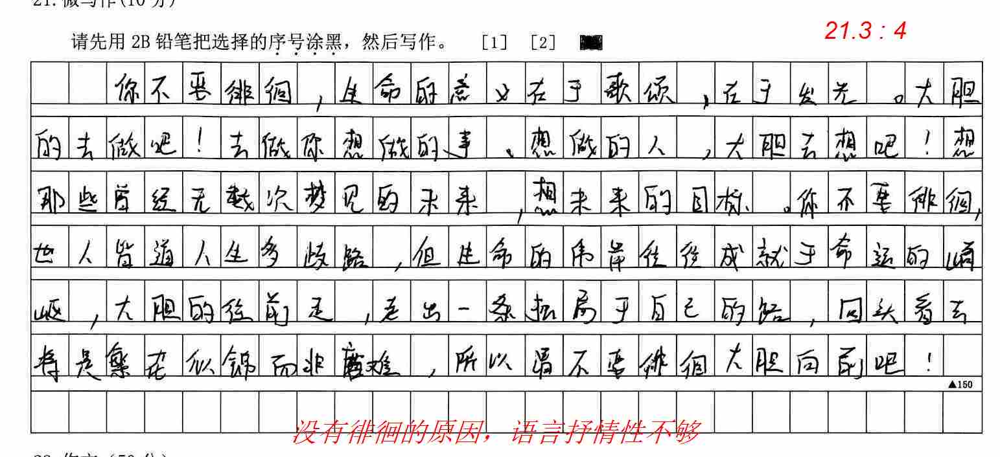 21. 微写作(10分)
请先用 2B 铅笔把选择的序号涂黑，然后写作。 [1] [2]
21.3 : 4
你不要徘徊，生命的意义在于歌颂，在于发光。大胆
的去做吧！去做你想做的事、想做的人，大胆去想吧！想
那些曾经无数次梦见的未来，想未来的目标、。你不要徘徊，
世人皆道人生多歧路，但生命的伟岸往往成就于命运的崎
岖，大胆的往前走，走出一条独属于自己的路，回头看去
将是繁花似锦而非磨难，所以请不要徘徊大胆向前吧！
▲150
没有徘徊的原因，语言抒情性不够